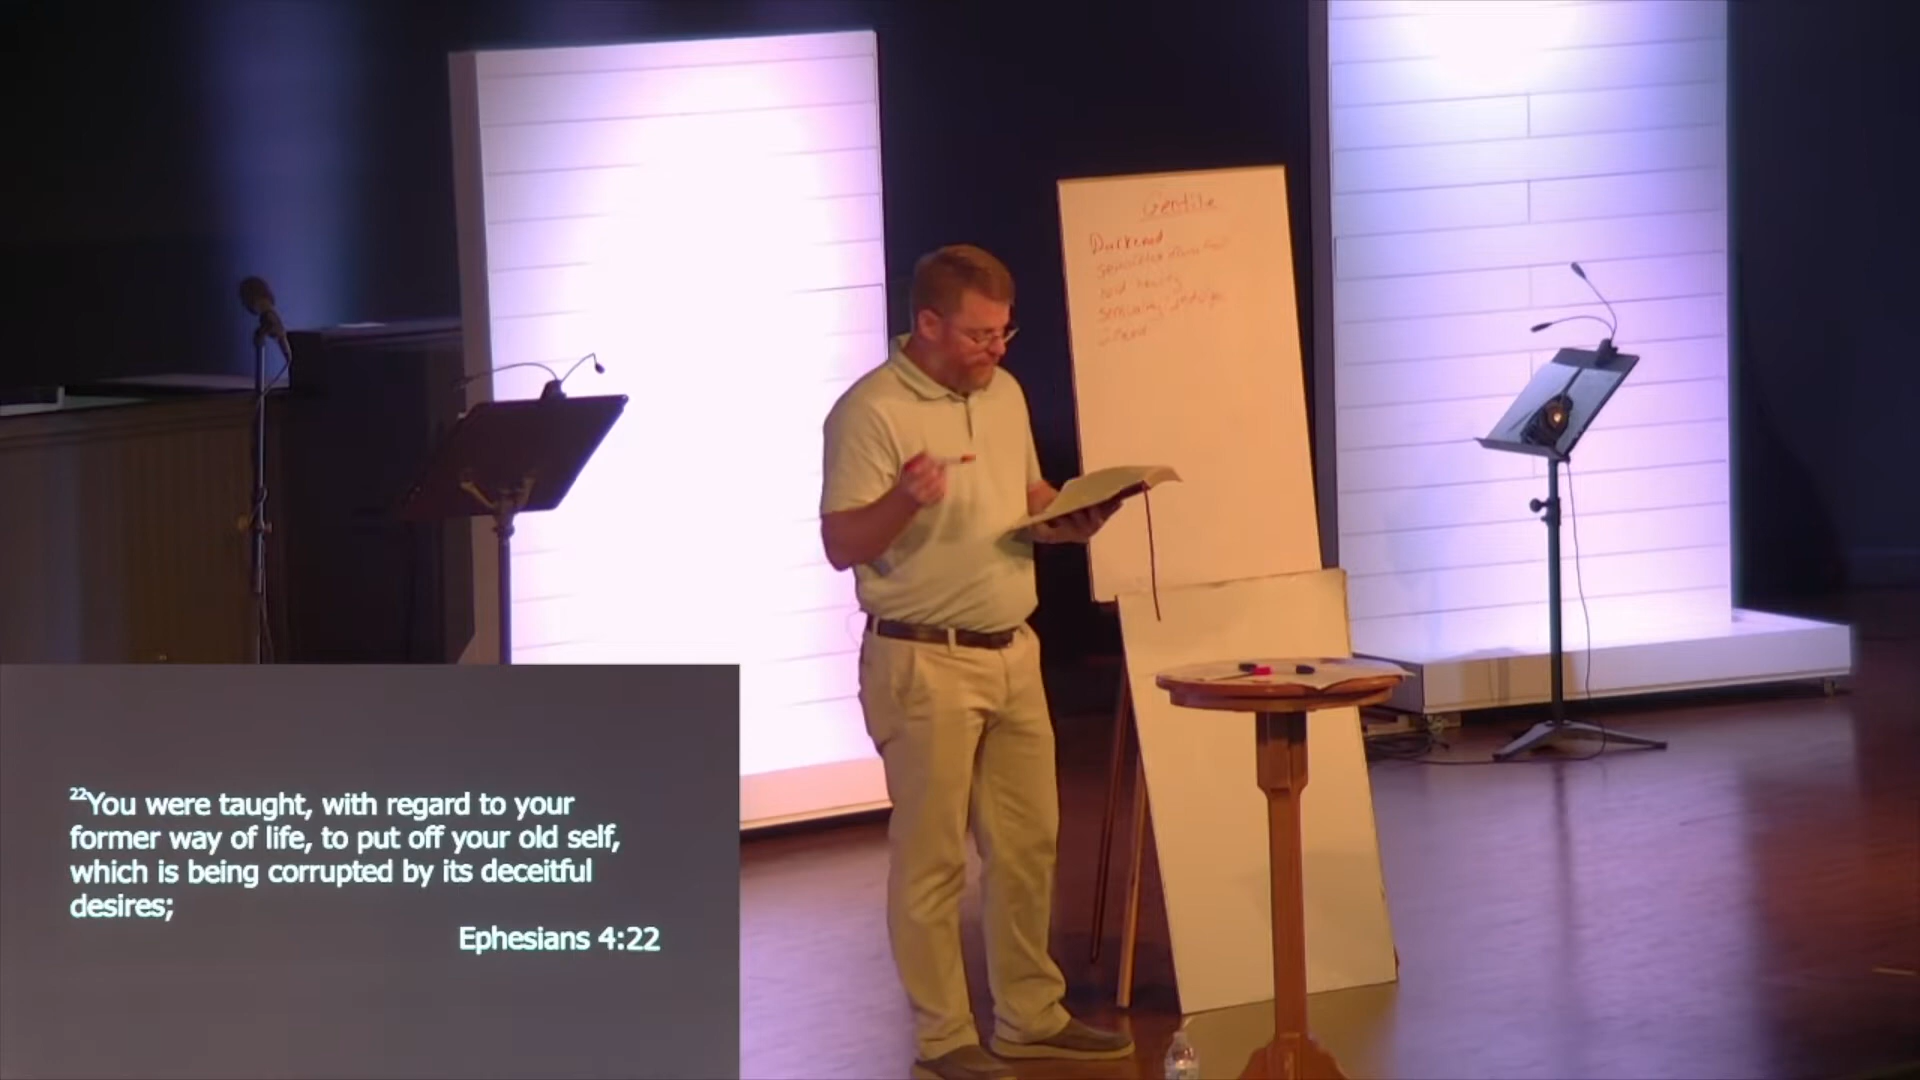 Gentile
Darkened
²²You were taught, with regard to your
former way of life, to put off your old self,
which is being corrupted by its deceitful
desires;
Ephesians 4:22